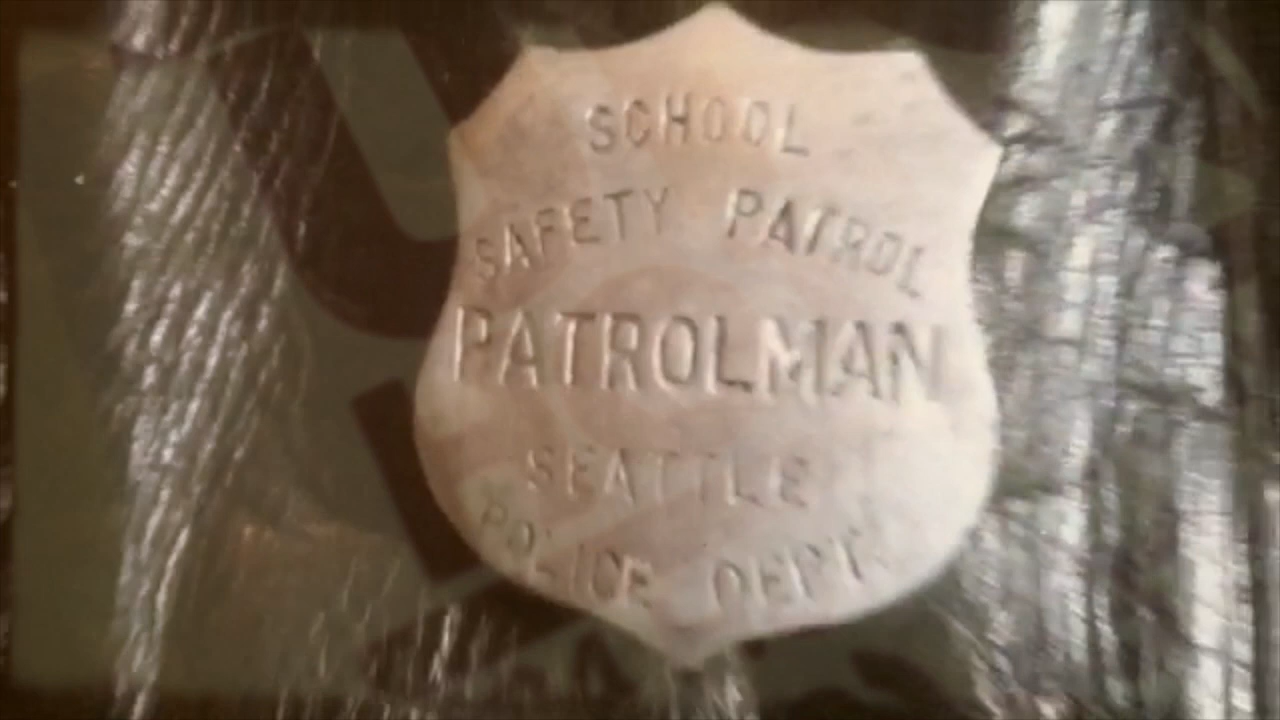 SCHOOL
SAFETY PATROL
PATROLMAN
SEATTLE
POLICE DEPT.